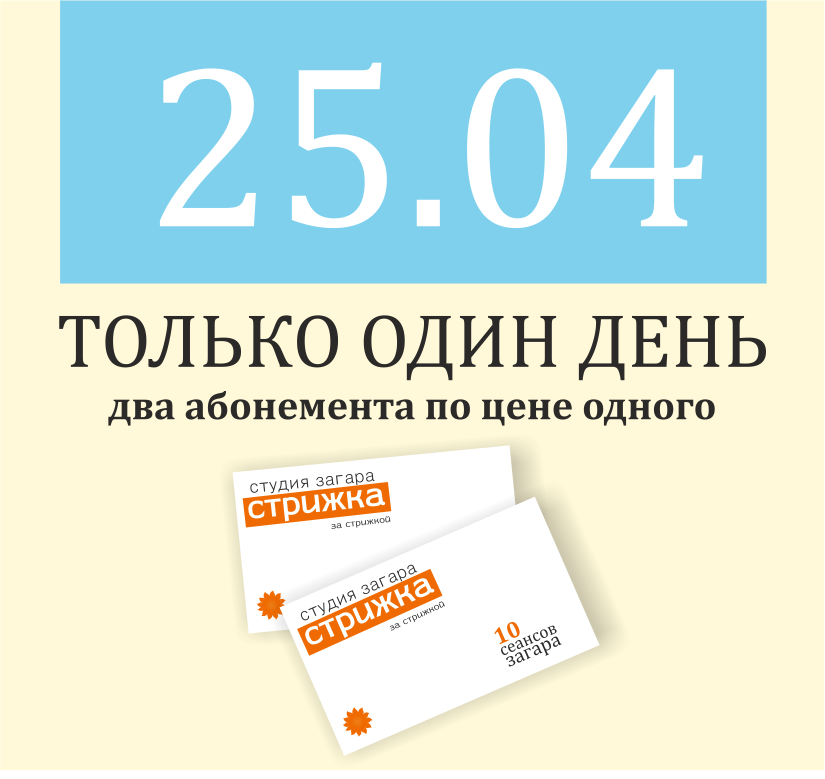 25.04
ТОЛЬКО ОДИН ДЕНЬ
два абонемента по цене одного
студия загара
стрижка
за стрижкой
студия загара
стрижка
за стрижкой
10
сеансов
загара